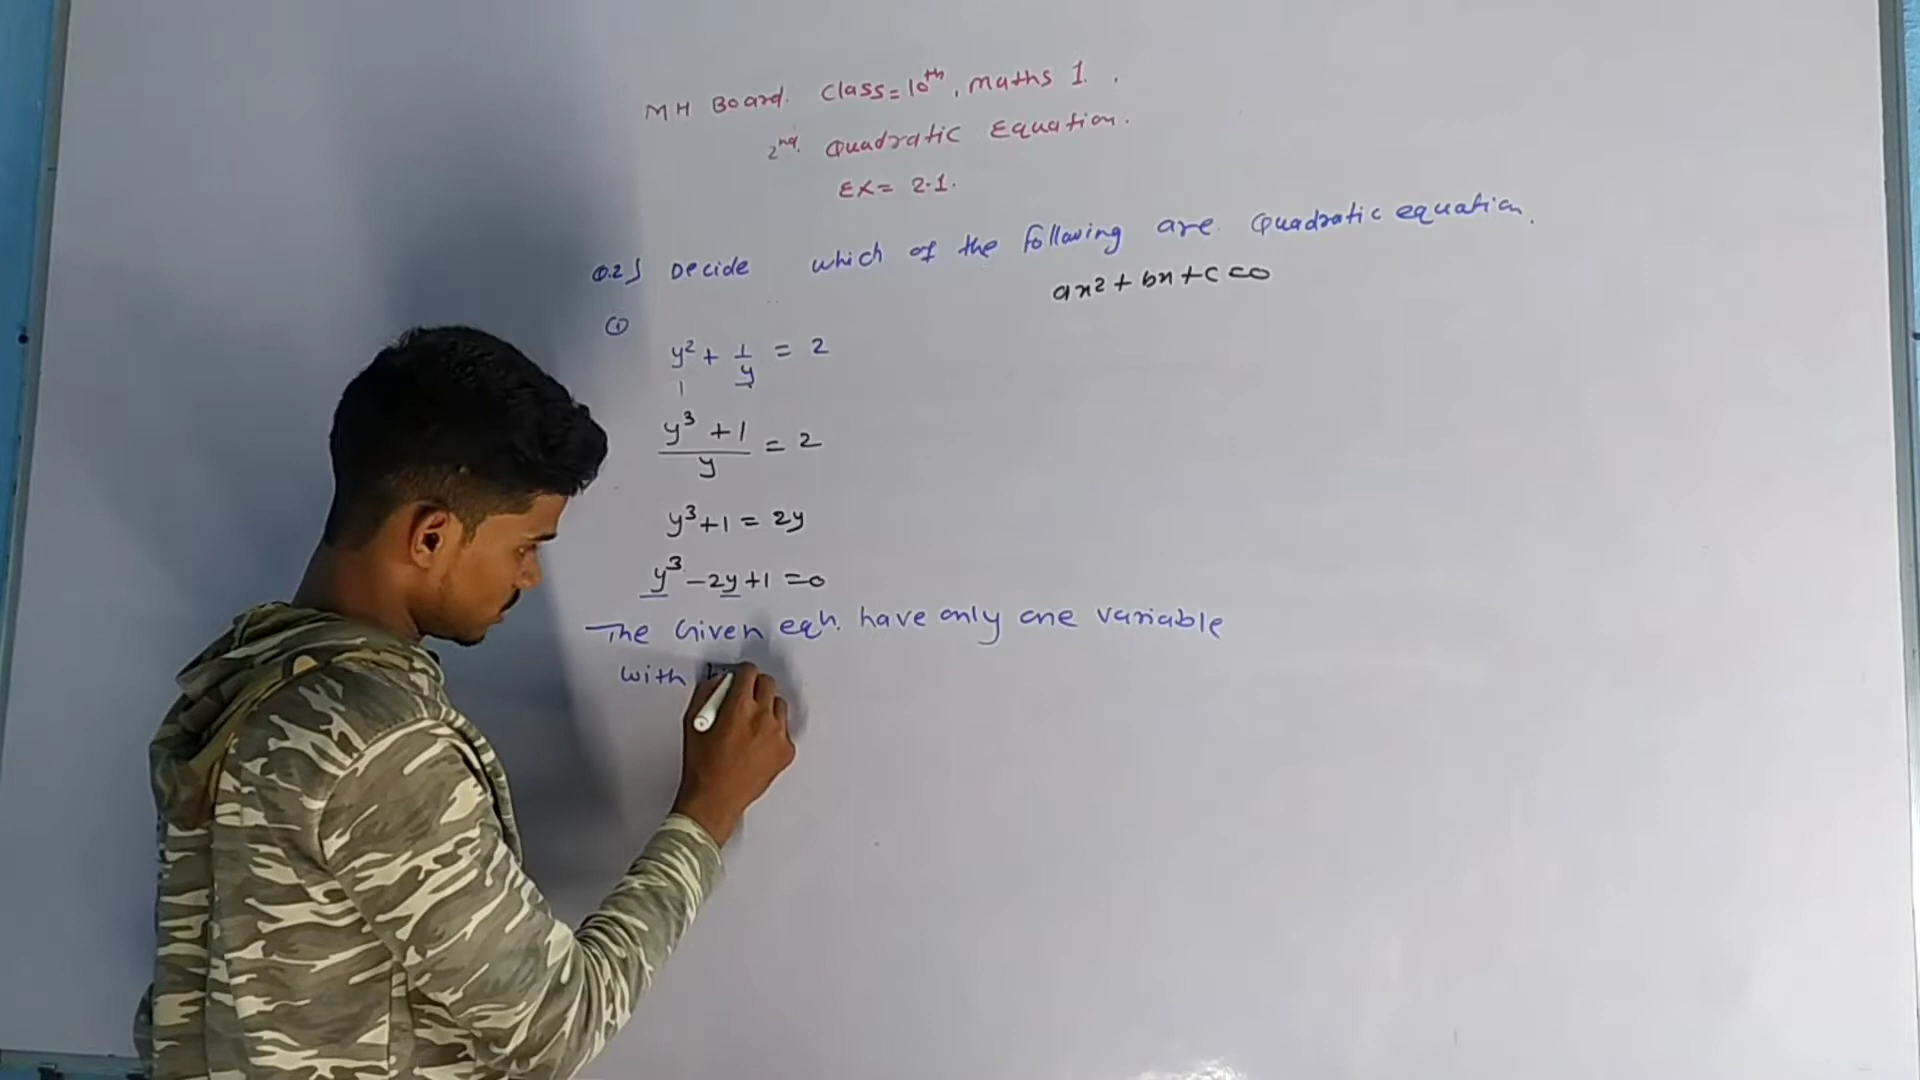 MH Board. Class=10th, maths 1.
2nd. Quadratic Equation.
EX= 2.1.
Q.2) Decide which of the following are Quadratic equation.
ax²+bx+c=0
①
y² + 1/y = 2
1
y³+1/y = 2
y³+1 = 2y
y³-2y+1=0
The Given eqn. have only one variable
with